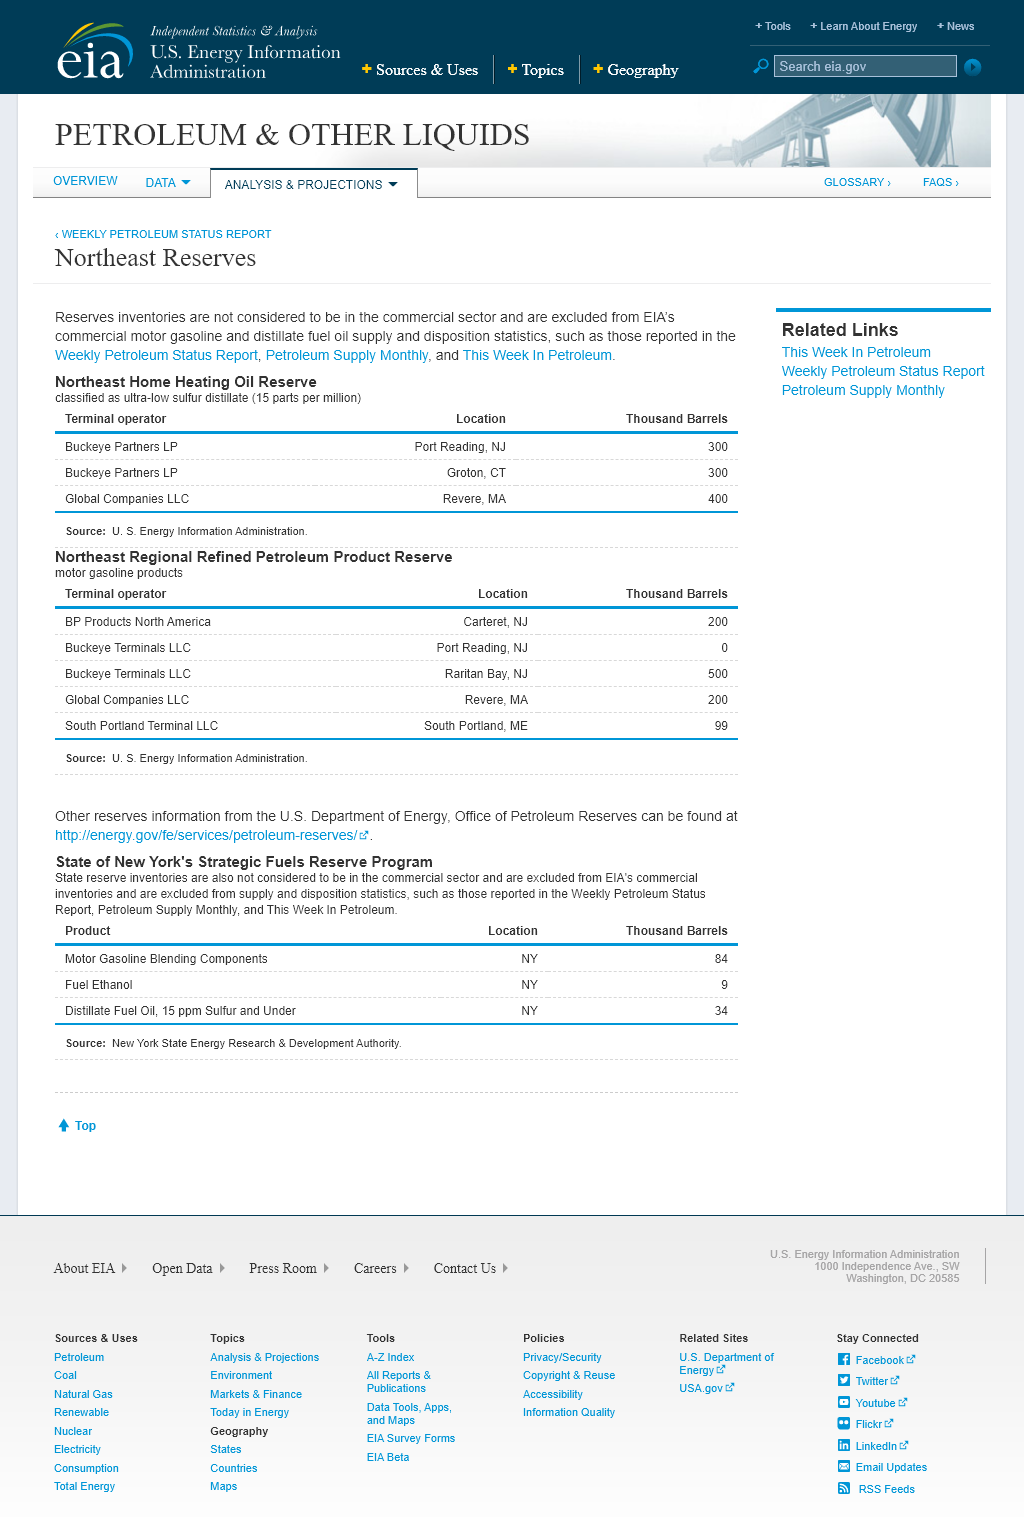 Independent Statistics & Analysis
U.S. Energy Information
Administration
eia
+ Sources & Uses
+ Topics
+ Geography
+ Tools
+ Learn About Energy
+ News
Search eia.gov
PETROLEUM & OTHER LIQUIDS
OVERVIEW
DATA
ANALYSIS & PROJECTIONS
GLOSSARY ›
FAQS ›
‹ WEEKLY PETROLEUM STATUS REPORT
Northeast Reserves
Reserves inventories are not considered to be in the commercial sector and are excluded from EIA's
commercial motor gasoline and distillate fuel oil supply and disposition statistics, such as those reported in the
Weekly Petroleum Status Report, Petroleum Supply Monthly, and This Week In Petroleum.
Related Links
This Week In Petroleum
Weekly Petroleum Status Report
Petroleum Supply Monthly
Northeast Home Heating Oil Reserve
classified as ultra-low sulfur distillate (15 parts per million)
Terminal operator Location Thousand Barrels
Buckeye Partners LP Port Reading, NJ 300
Buckeye Partners LP Groton, CT 300
Global Companies LLC Revere, MA 400
Source: U. S. Energy Information Administration.
Northeast Regional Refined Petroleum Product Reserve
motor gasoline products
Terminal operator Location Thousand Barrels
BP Products North America Carteret, NJ 200
Buckeye Terminals LLC Port Reading, NJ 0
Buckeye Terminals LLC Raritan Bay, NJ 500
Global Companies LLC Revere, MA 200
South Portland Terminal LLC South Portland, ME 99
Source: U. S. Energy Information Administration.
Other reserves information from the U.S. Department of Energy, Office of Petroleum Reserves can be found at
http://energy.gov/fe/services/petroleum-reserves/.
State of New York's Strategic Fuels Reserve Program
State reserve inventories are also not considered to be in the commercial sector and are excluded from EIA's commercial
inventories and are excluded from supply and disposition statistics, such as those reported in the Weekly Petroleum Status
Report, Petroleum Supply Monthly, and This Week In Petroleum.
Product Location Thousand Barrels
Motor Gasoline Blending Components NY 84
Fuel Ethanol NY 9
Distillate Fuel Oil, 15 ppm Sulfur and Under NY 34
Source: New York State Energy Research & Development Authority.
Top
About EIA
Open Data
Press Room
Careers
Contact Us
U.S. Energy Information Administration
1000 Independence Ave., SW
Washington, DC 20585
Sources & Uses
Petroleum
Coal
Natural Gas
Renewable
Nuclear
Electricity
Consumption
Total Energy
Topics
Analysis & Projections
Environment
Markets & Finance
Today in Energy
Geography
States
Countries
Maps
Tools
A-Z Index
All Reports &
Publications
Data Tools, Apps,
and Maps
EIA Survey Forms
EIA Beta
Policies
Privacy/Security
Copyright & Reuse
Accessibility
Information Quality
Related Sites
U.S. Department of
Energy
USA.gov
Stay Connected
Facebook
Twitter
Youtube
Flickr
LinkedIn
Email Updates
RSS Feeds